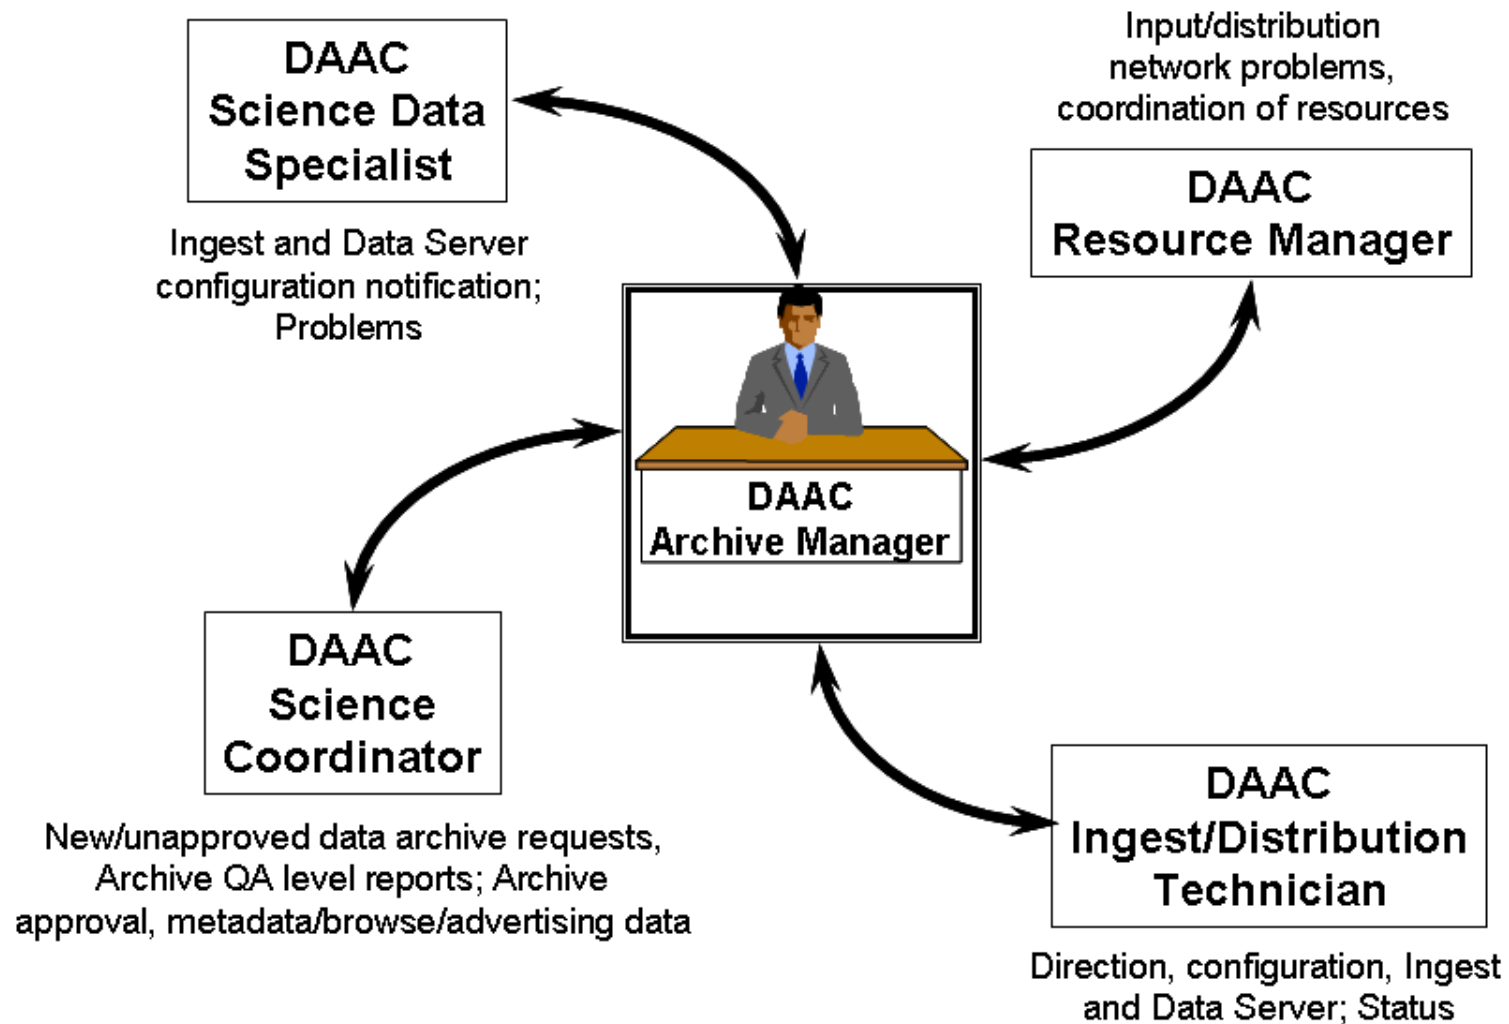 DAAC
Science Data
Specialist
Ingest and Data Server
configuration notification;
Problems
Input/distribution
network problems,
coordination of resources
DAAC
Resource Manager
DAAC
Archive Manager
DAAC
Science
Coordinator
New/unapproved data archive requests,
Archive QA level reports; Archive
approval, metadata/browse/advertising data
DAAC
Ingest/Distribution
Technician
Direction, configuration, Ingest
and Data Server; Status